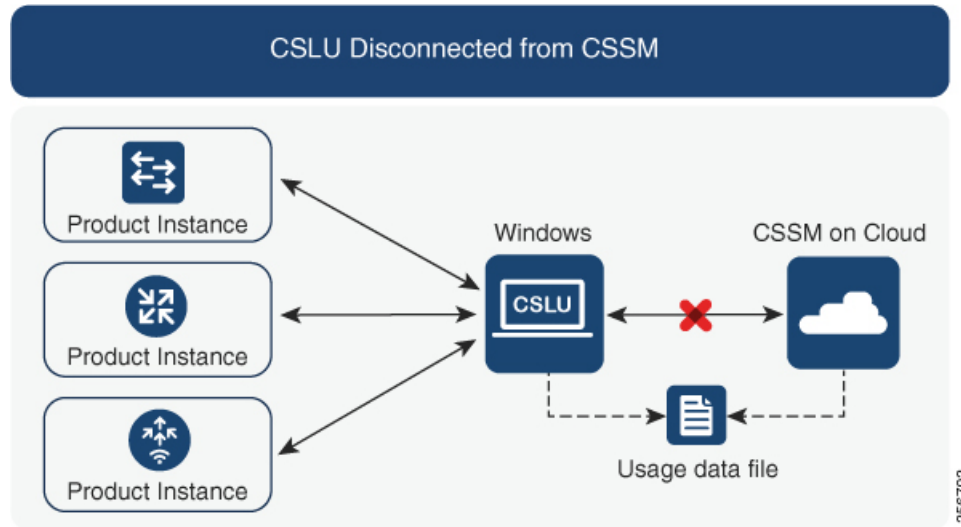 CSLU Disconnected from CSSM
Product Instance
Product Instance
Product Instance
Windows
CSLU
CSSM on Cloud
Usage data file